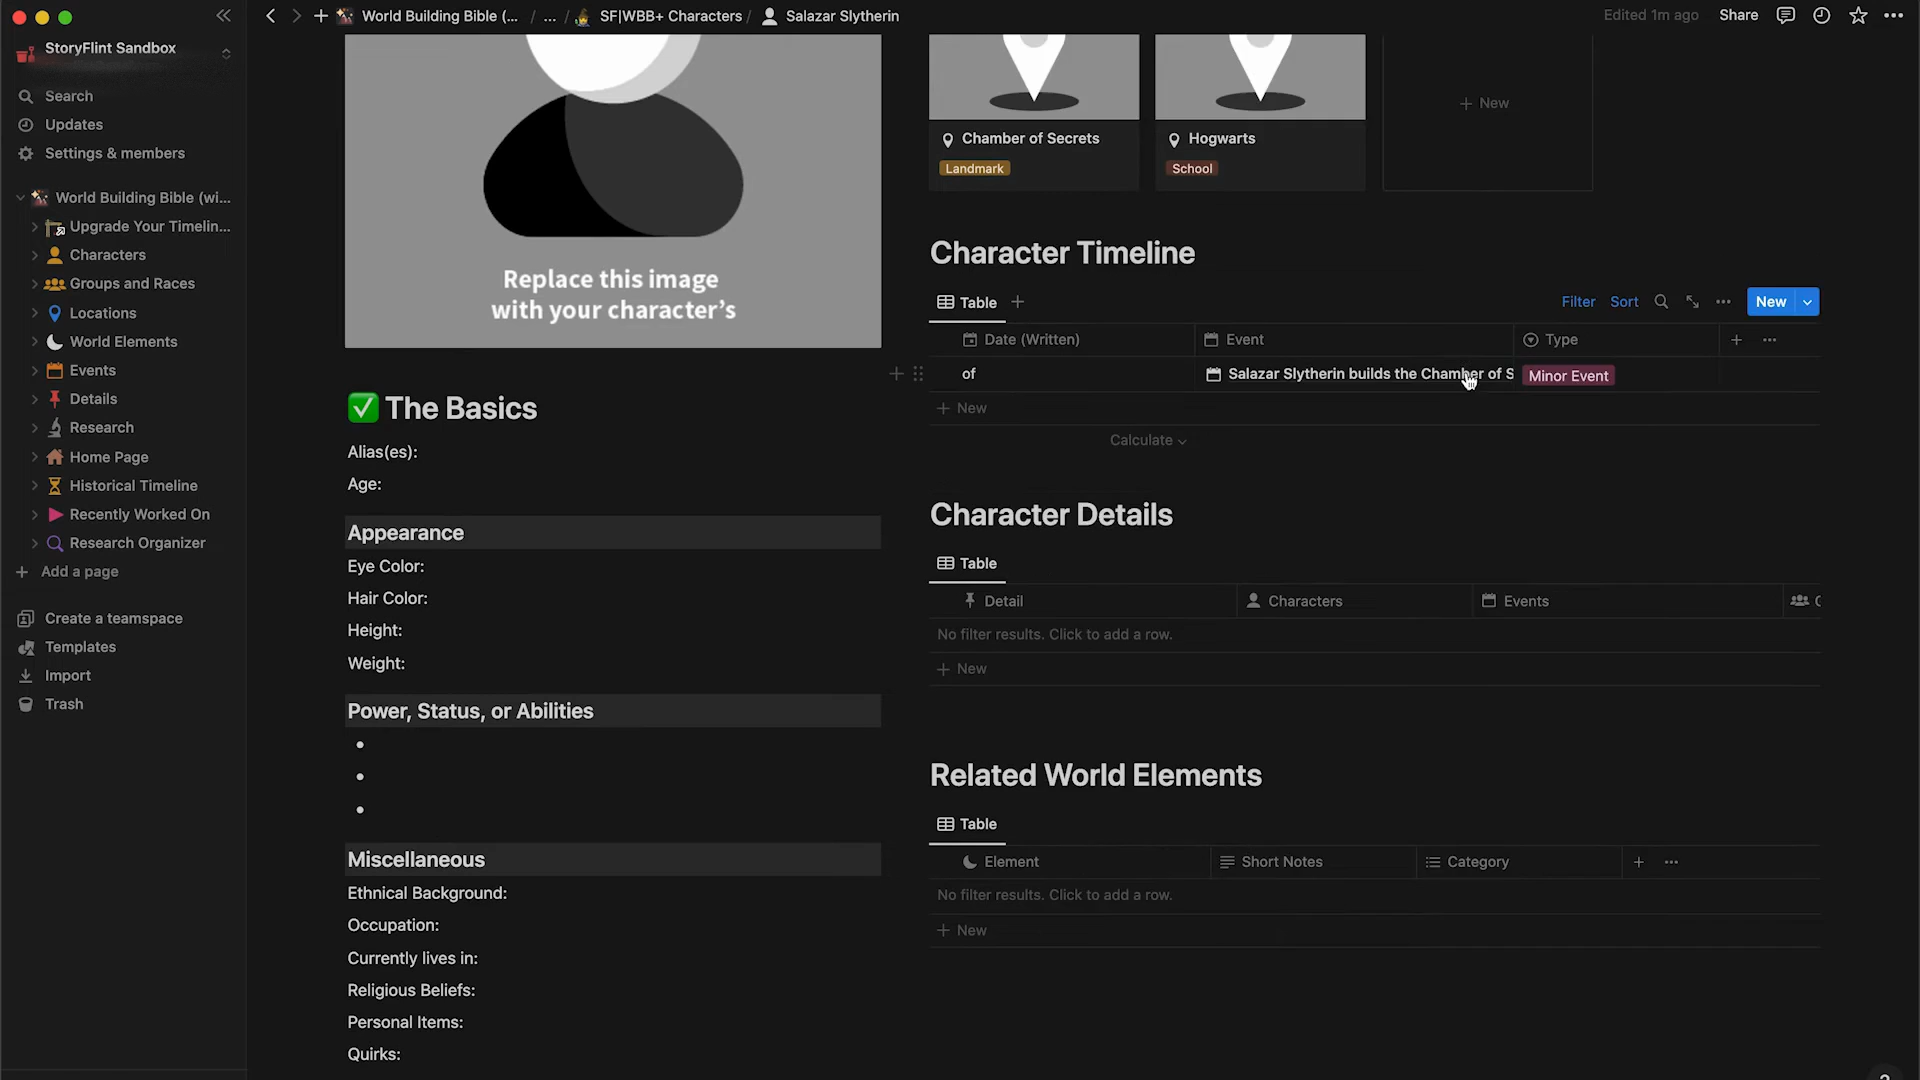 World Building Bible (... / ... / SF|WBB+ Characters / Salazar Slytherin
Edited 1m ago
Share
StoryFlint Sandbox
Search
Updates
Settings & members
World Building Bible (wi...
Upgrade Your Timelin...
Characters
Groups and Races
Locations
World Elements
Events
Details
Research
Home Page
Historical Timeline
Recently Worked On
Research Organizer
+ Add a page
Create a teamspace
Templates
Import
Trash
Replace this image
with your character’s
✅ The Basics
Alias(es):
Age:
Appearance
Eye Color:
Hair Color:
Height:
Weight:
Power, Status, or Abilities
•
•
•
Miscellaneous
Ethnical Background:
Occupation:
Currently lives in:
Religious Beliefs:
Personal Items:
Quirks:
Chamber of Secrets
Landmark
Hogwarts
School
+ New
Character Timeline
Table
Filter Sort
New
Date (Written) Event Type
of Salazar Slytherin builds the Chamber of S Minor Event
+ New
Calculate
Character Details
Table
Detail Characters Events
No filter results. Click to add a row.
+ New
Related World Elements
Table
Element Short Notes Category
No filter results. Click to add a row.
+ New